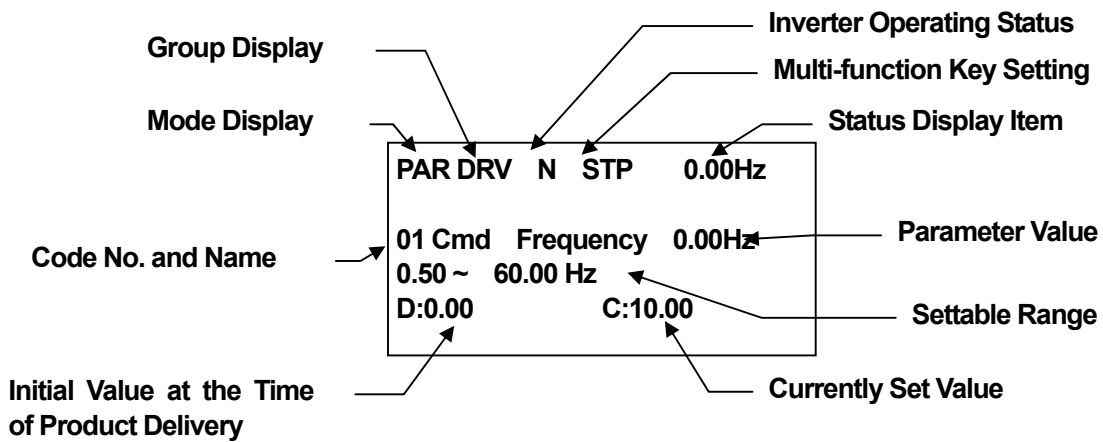 Inverter Operating Status
Group Display
Multi-function Key Setting
Mode Display
Status Display Item
PAR DRV N STP 0.00Hz
01 Cmd Frequency 0.00Hz
Parameter Value
Code No. and Name
0.50 ~ 60.00 Hz
D:0.00 C:10.00
Settable Range
Initial Value at the Time
of Product Delivery
Currently Set Value